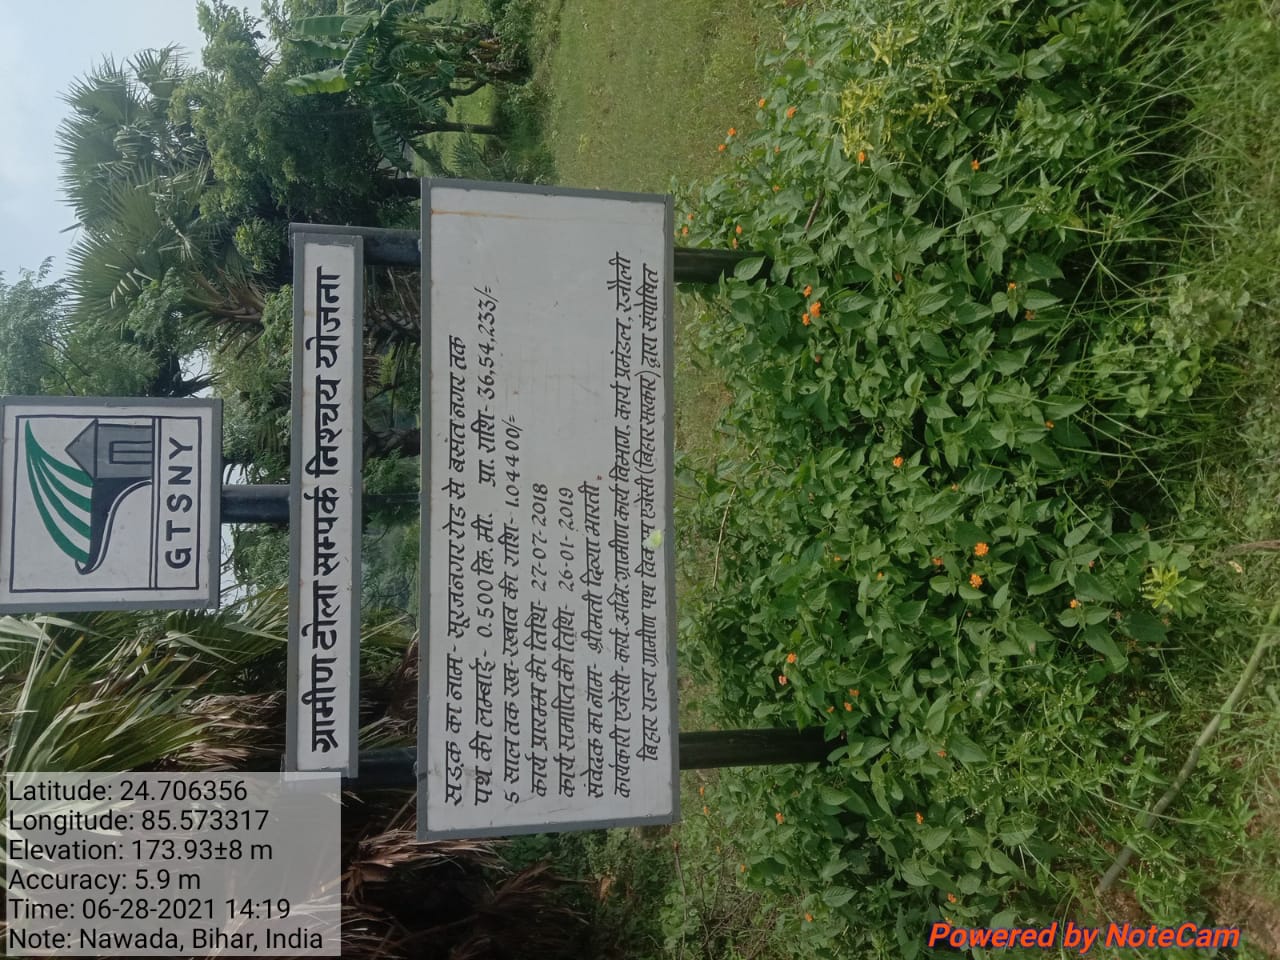 GTSNY
ग्रामीण टोला सम्पर्क निश्चय योजना
सड़क का नाम- सूरजनगर रोड से बसंतनगर तक
पथ की लम्बाई- 0.500 कि. मी. प्रा. राशि- 36,54,233/-
5 साल तक रख-रखाव की राशि- 1,04400/-
कार्य प्रारम्भ की तिथि- 27-07-2018
कार्य समाप्ति की तिथि- 26-01-2019
संवेदक का नाम- श्रीमती दिव्या भारती
कार्यकारी एजेंसी- कार्य. अभि. ग्रामीण कार्य विभाग, कार्य प्रमंडल, रजौली
बिहार राज्य ग्रामीण पथ विकास एजेंसी (बिहार सरकार) द्वारा संपोषित
Latitude: 24.706356
Longitude: 85.573317
Elevation: 173.93±8 m
Accuracy: 5.9 m
Time: 06-28-2021 14:19
Note: Nawada, Bihar, India
Powered by NoteCam